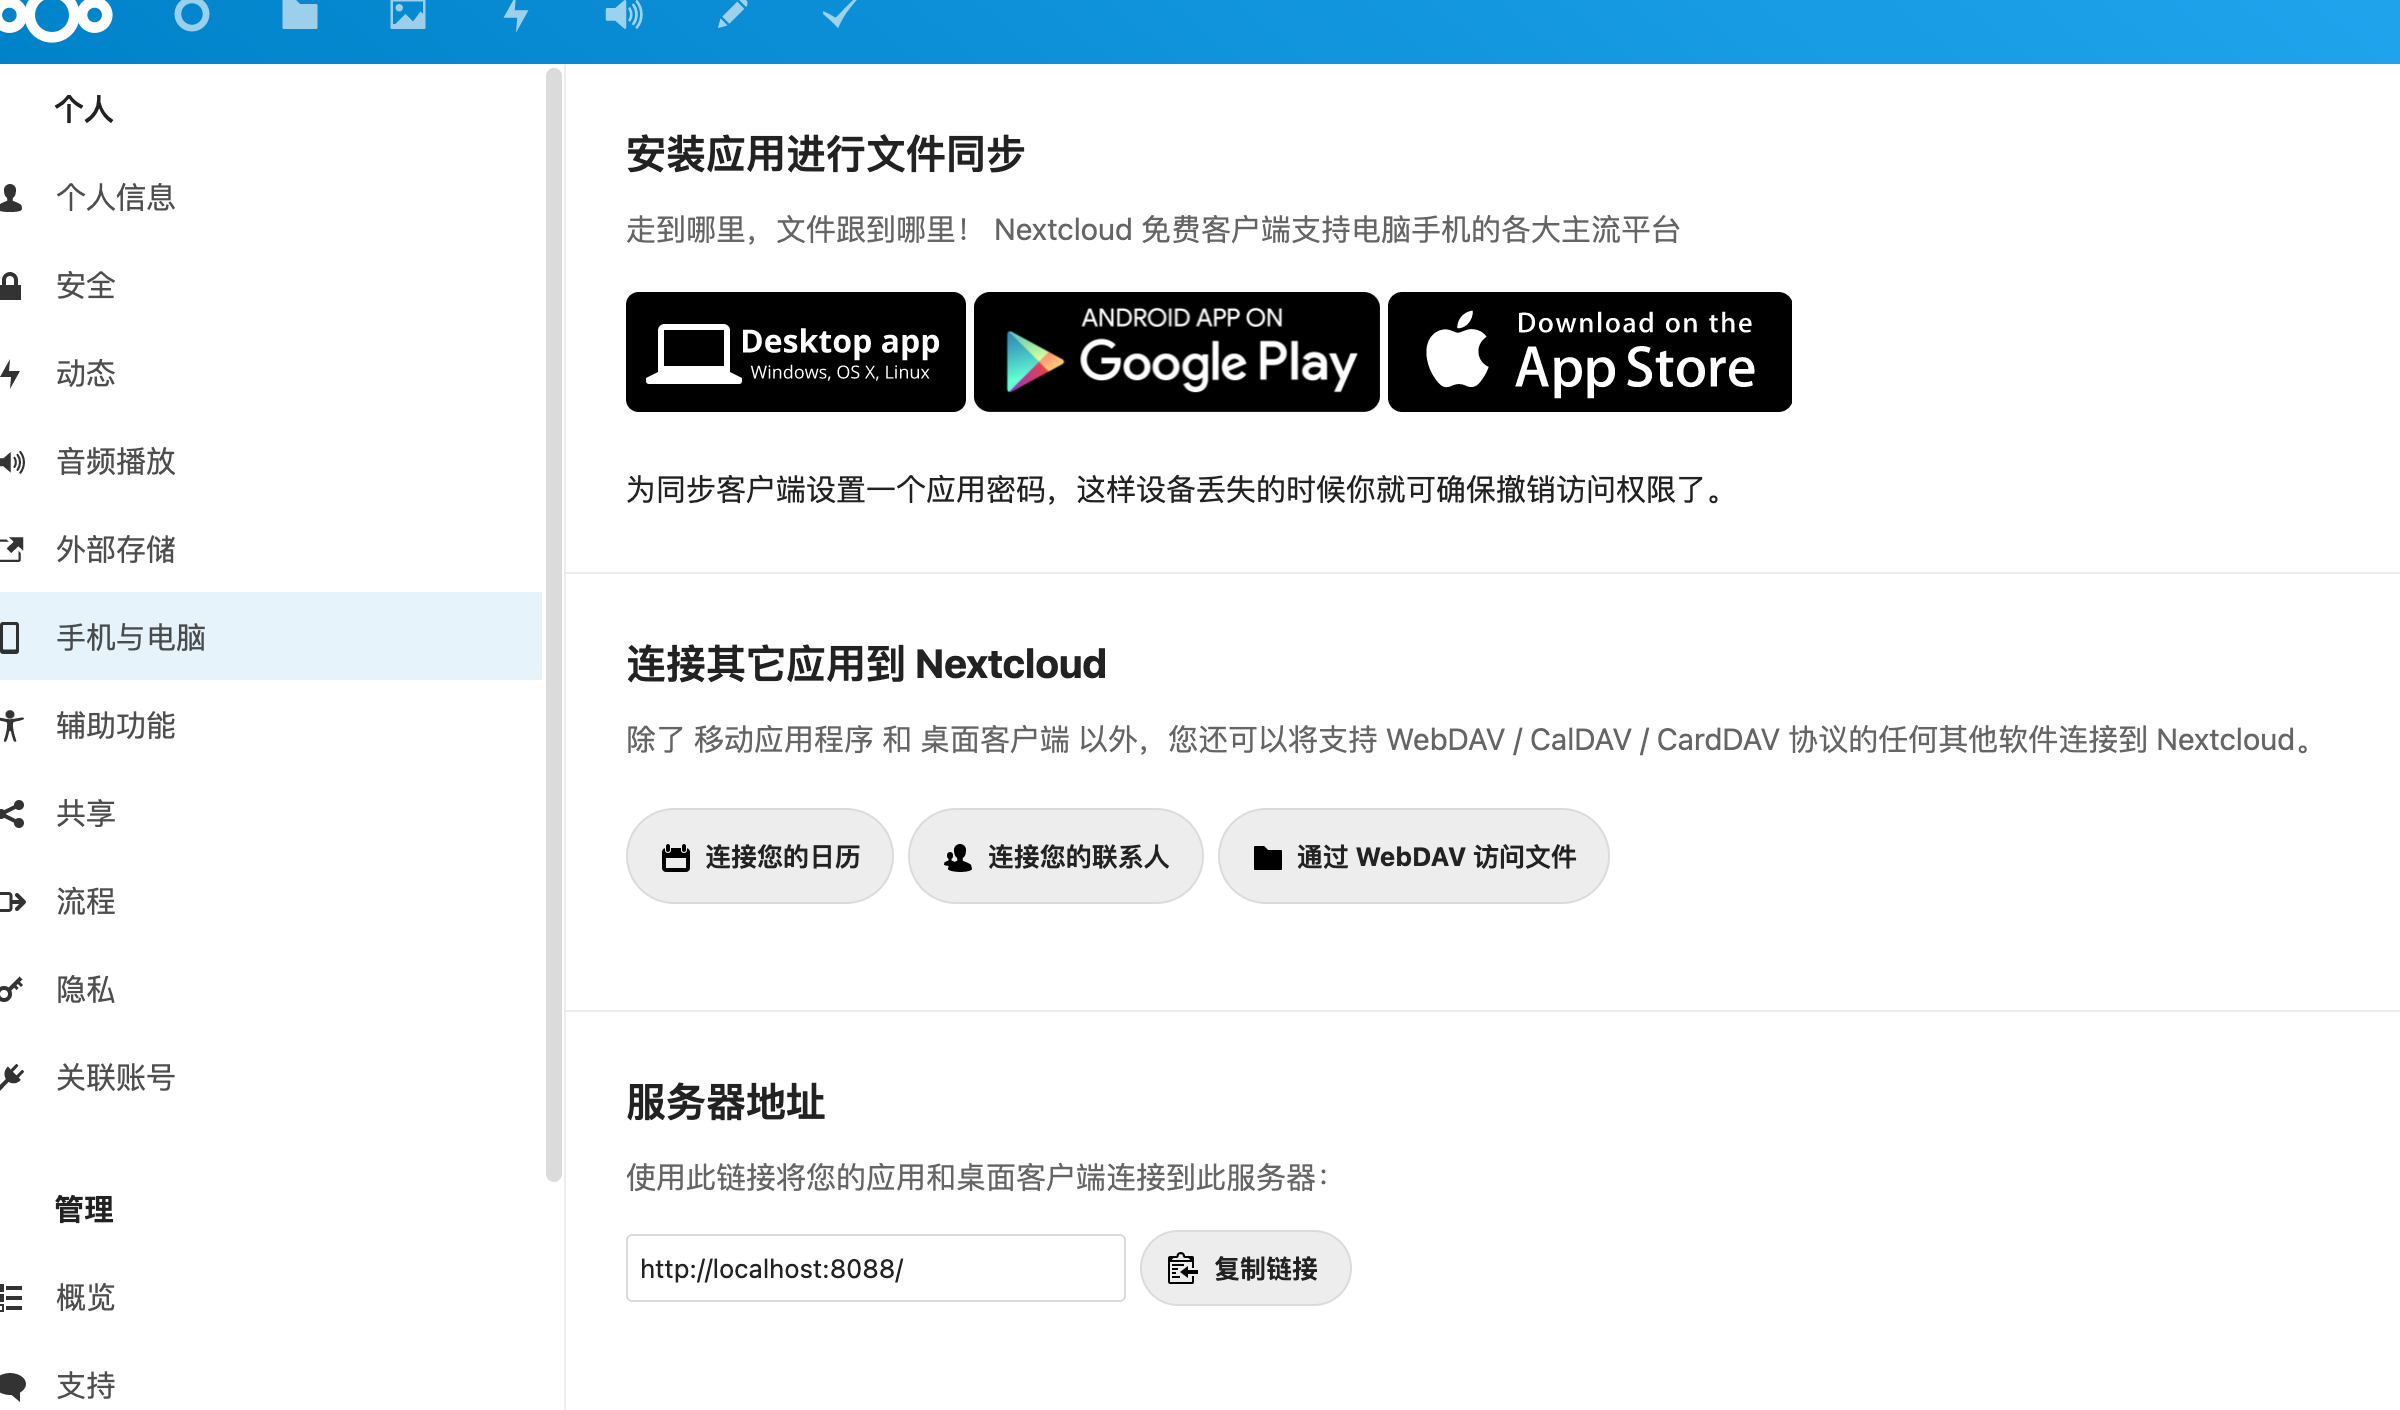 个人
个人信息
安全
动态
音频播放
外部存储
手机与电脑
辅助功能
共享
流程
隐私
关联账号
管理
概览
支持
安装应用进行文件同步
走到哪里，文件跟到哪里！ Nextcloud 免费客户端支持电脑手机的各大主流平台
Desktop app
Windows, OS X, Linux
ANDROID APP ON
Google Play
Download on the
App Store
为同步客户端设置一个应用密码，这样设备丢失的时候你就可确保撤销访问权限了。
连接其它应用到 Nextcloud
除了 移动应用程序 和 桌面客户端 以外，您还可以将支持 WebDAV / CalDAV / CardDAV 协议的任何其他软件连接到 Nextcloud。
连接您的日历
连接您的联系人
通过 WebDAV 访问文件
服务器地址
使用此链接将您的应用和桌面客户端连接到此服务器：
http://localhost:8088/
复制链接